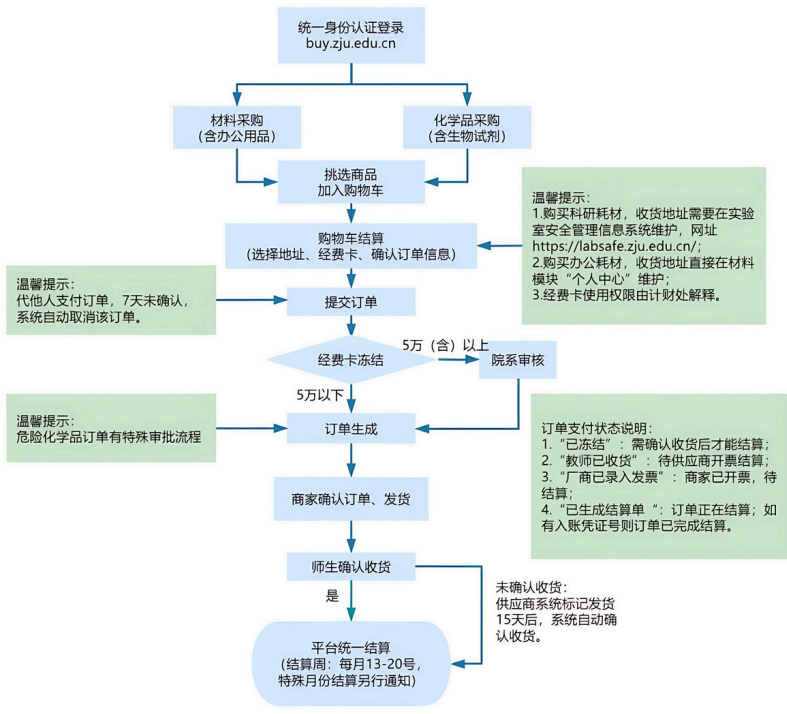 统一身份认证登录
buy.zju.edu.cn
材料采购
（含办公用品）
化学品采购
（含生物试剂）
挑选商品
加入购物车
购物车结算
（选择地址、经费卡、确认订单信息）
温馨提示：
1.购买科研耗材，收货地址需要在实验
室安全管理信息系统维护，网址
https://labsafe.zju.edu.cn/;
2.购买办公耗材，收货地址直接在材料
模块“个人中心”维护；
3.经费卡使用权限由计财处解释。
温馨提示：
代他人支付订单，7天未确认，
系统自动取消该订单。
提交订单
经费卡冻结
5万（含）以上
院系审核
5万以下
温馨提示：
危险化学品订单有特殊审批流程
订单生成
订单支付状态说明：
1.“已冻结”：需确认收货后才能结算；
2.“教师已收货”：待供应商开票结算；
3.“厂商已录入发票”：商家已开票，待
结算；
4.“已生成结算单“：订单正在结算；如
有入账凭证号则订单已完成结算。
商家确认订单、发货
师生确认收货
是
未确认收货：
供应商系统标记发货
15天后，系统自动确
认收货。
平台统一结算
（结算周：每月13-20号，
特殊月份结算另行通知）